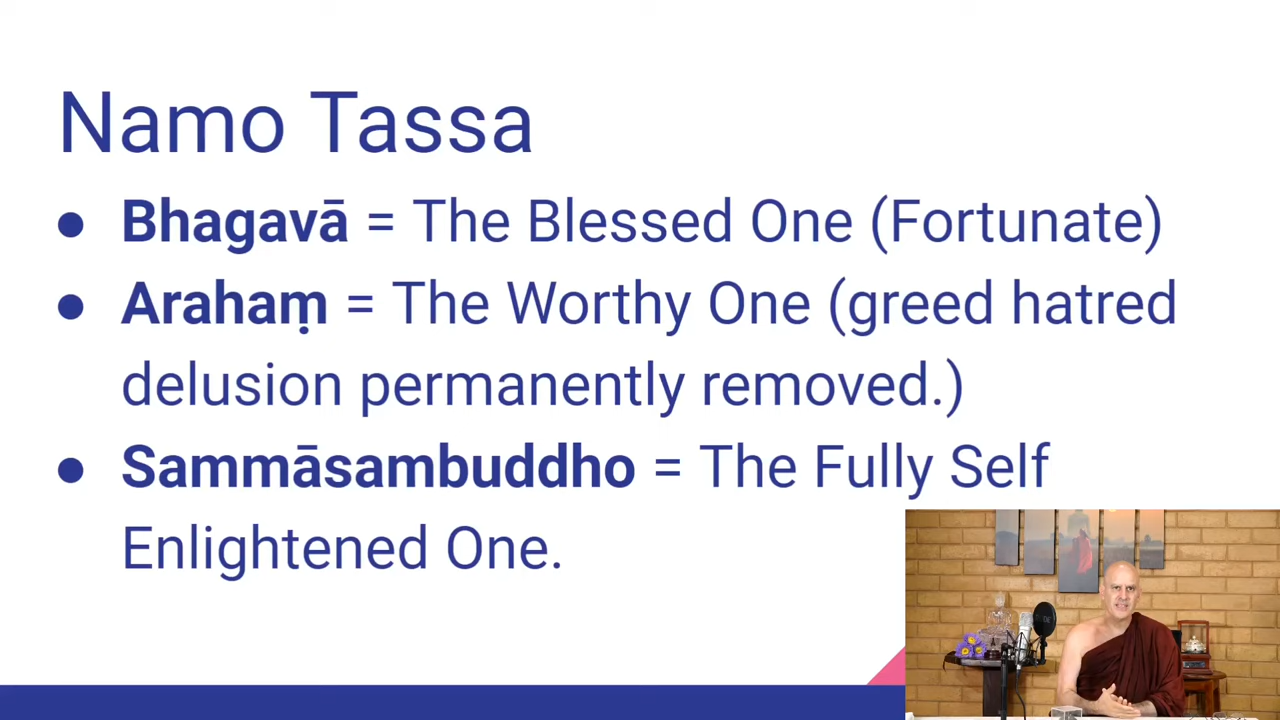 Namo Tassa
● Bhagavā = The Blessed One (Fortunate)
● Arahaṃ = The Worthy One (greed hatred
delusion permanently removed.)
● Sammāsambuddho = The Fully Self
Enlightened One.